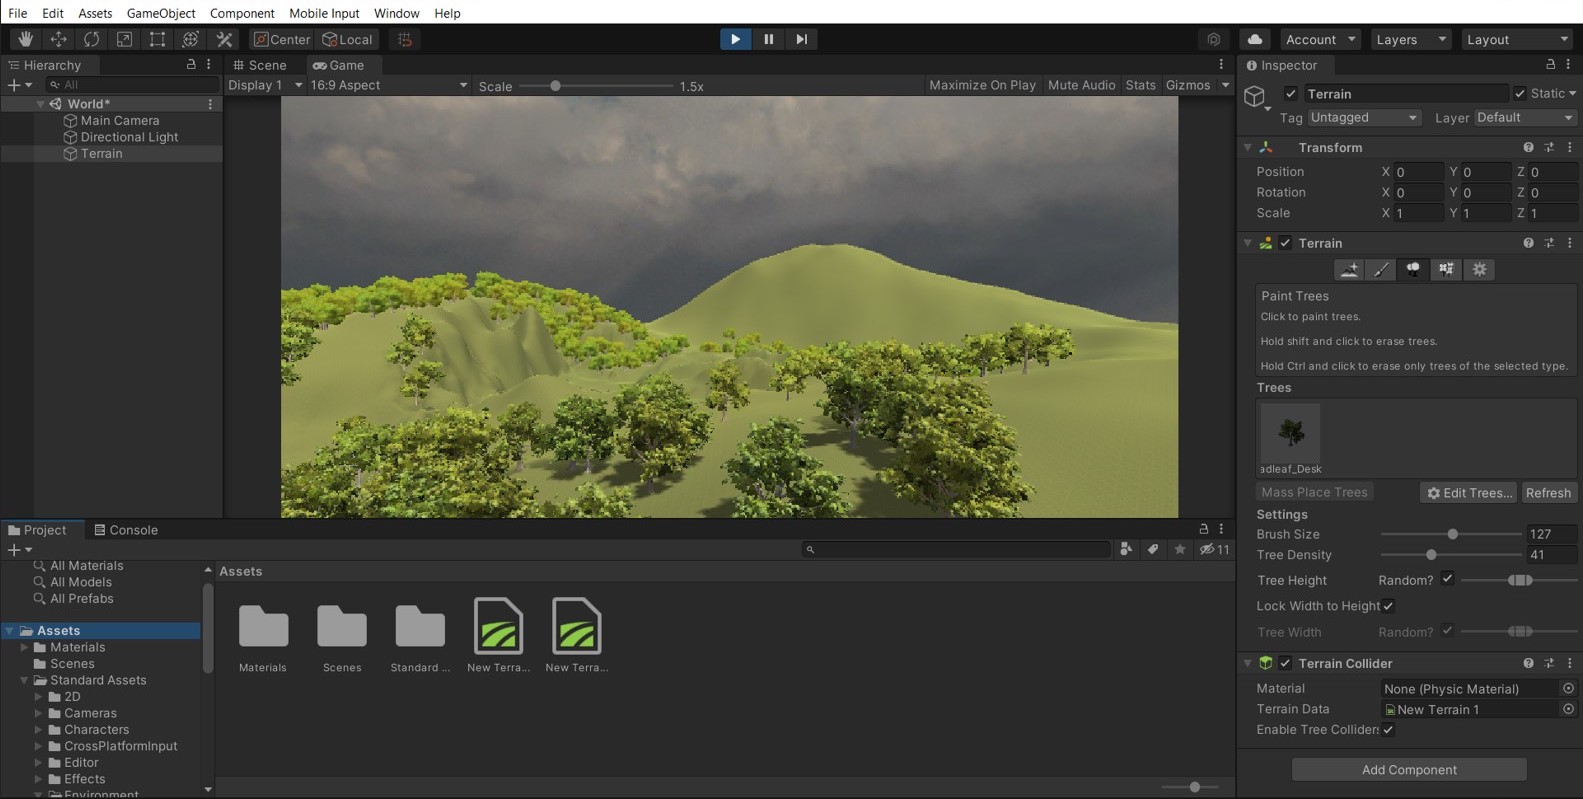 File Edit Assets GameObject Component Mobile Input Window Help
Center Local Account Layers Layout
Hierarchy
All
World*
Main Camera
Directional Light
Terrain
Scene Game
Display 1 16:9 Aspect Scale 1.5x Maximize On Play Mute Audio Stats Gizmos
Inspector
Terrain Static
Tag Untagged Layer Default
Transform
Position X 0 Y 0 Z 0
Rotation X 0 Y 0 Z 0
Scale X 1 Y 1 Z 1
Terrain
Paint Trees
Click to paint trees.
Hold shift and click to erase trees.
Hold Ctrl and click to erase only trees of the selected type.
Trees
adleaf_Desk
Mass Place Trees Edit Trees... Refresh
Settings
Brush Size 127
Tree Density 41
Tree Height Random?
Lock Width to Height
Tree Width Random?
Terrain Collider
Material None (Physic Material)
Terrain Data New Terrain 1
Enable Tree Colliders
Add Component
Project Console
11
All Materials
All Models
All Prefabs
Assets
Materials
Scenes
Standard Assets
2D
Cameras
Characters
CrossPlatformInput
Editor
Effects
Environment
Assets
Materials Scenes Standard ... New Terra... New Terra...